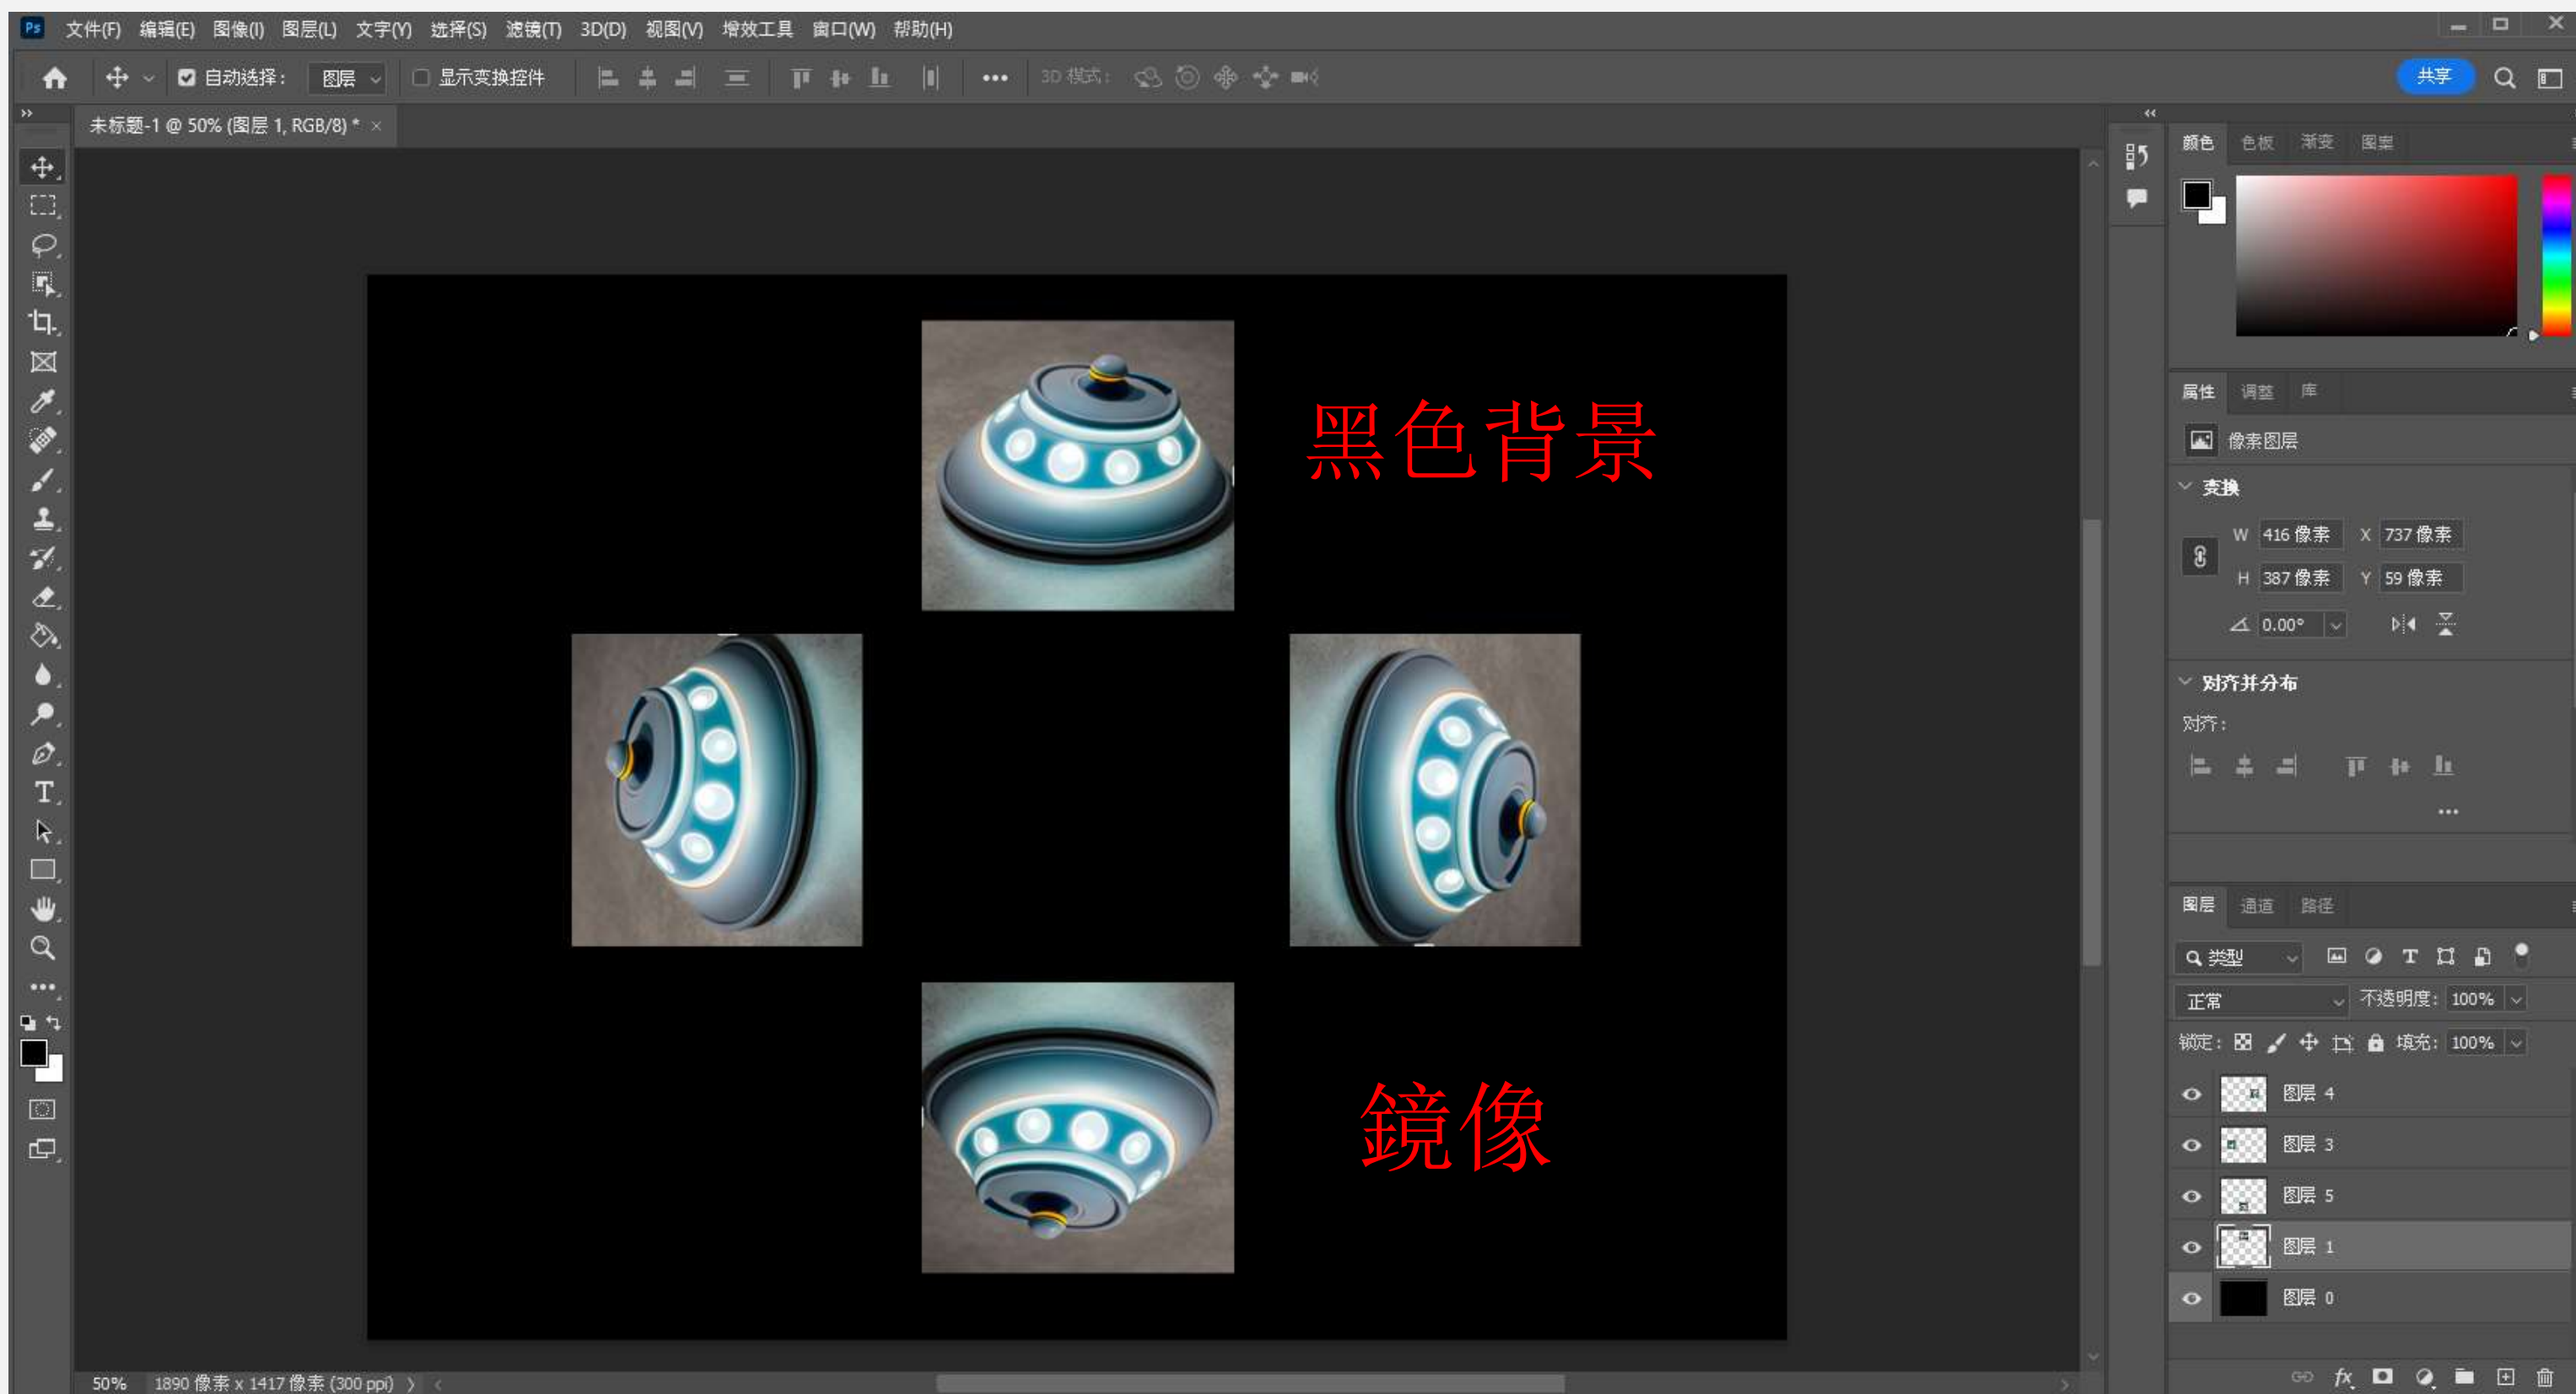 Ps 文件(F) 编辑(E) 图像(I) 图层(L) 文字(Y) 选择(S) 滤镜(T) 3D(D) 视图(V) 增效工具 窗口(W) 帮助(H)
自动选择： 图层 显示变换控件 3D 模式： 共享
未标题-1 @ 50% (图层 1, RGB/8) * ×
颜色 色板 渐变 图案
黑色背景
鏡像
属性 调整 库
像素图层
变换
W 416 像素 X 737 像素
H 387 像素 Y 59 像素
0.00°
对齐并分布
对齐：
图层 通道 路径
类型
正常 不透明度： 100%
锁定： 填充： 100%
图层 4
图层 3
图层 5
图层 1
图层 0
50% 1890 像素 x 1417 像素 (300 ppi)
fx